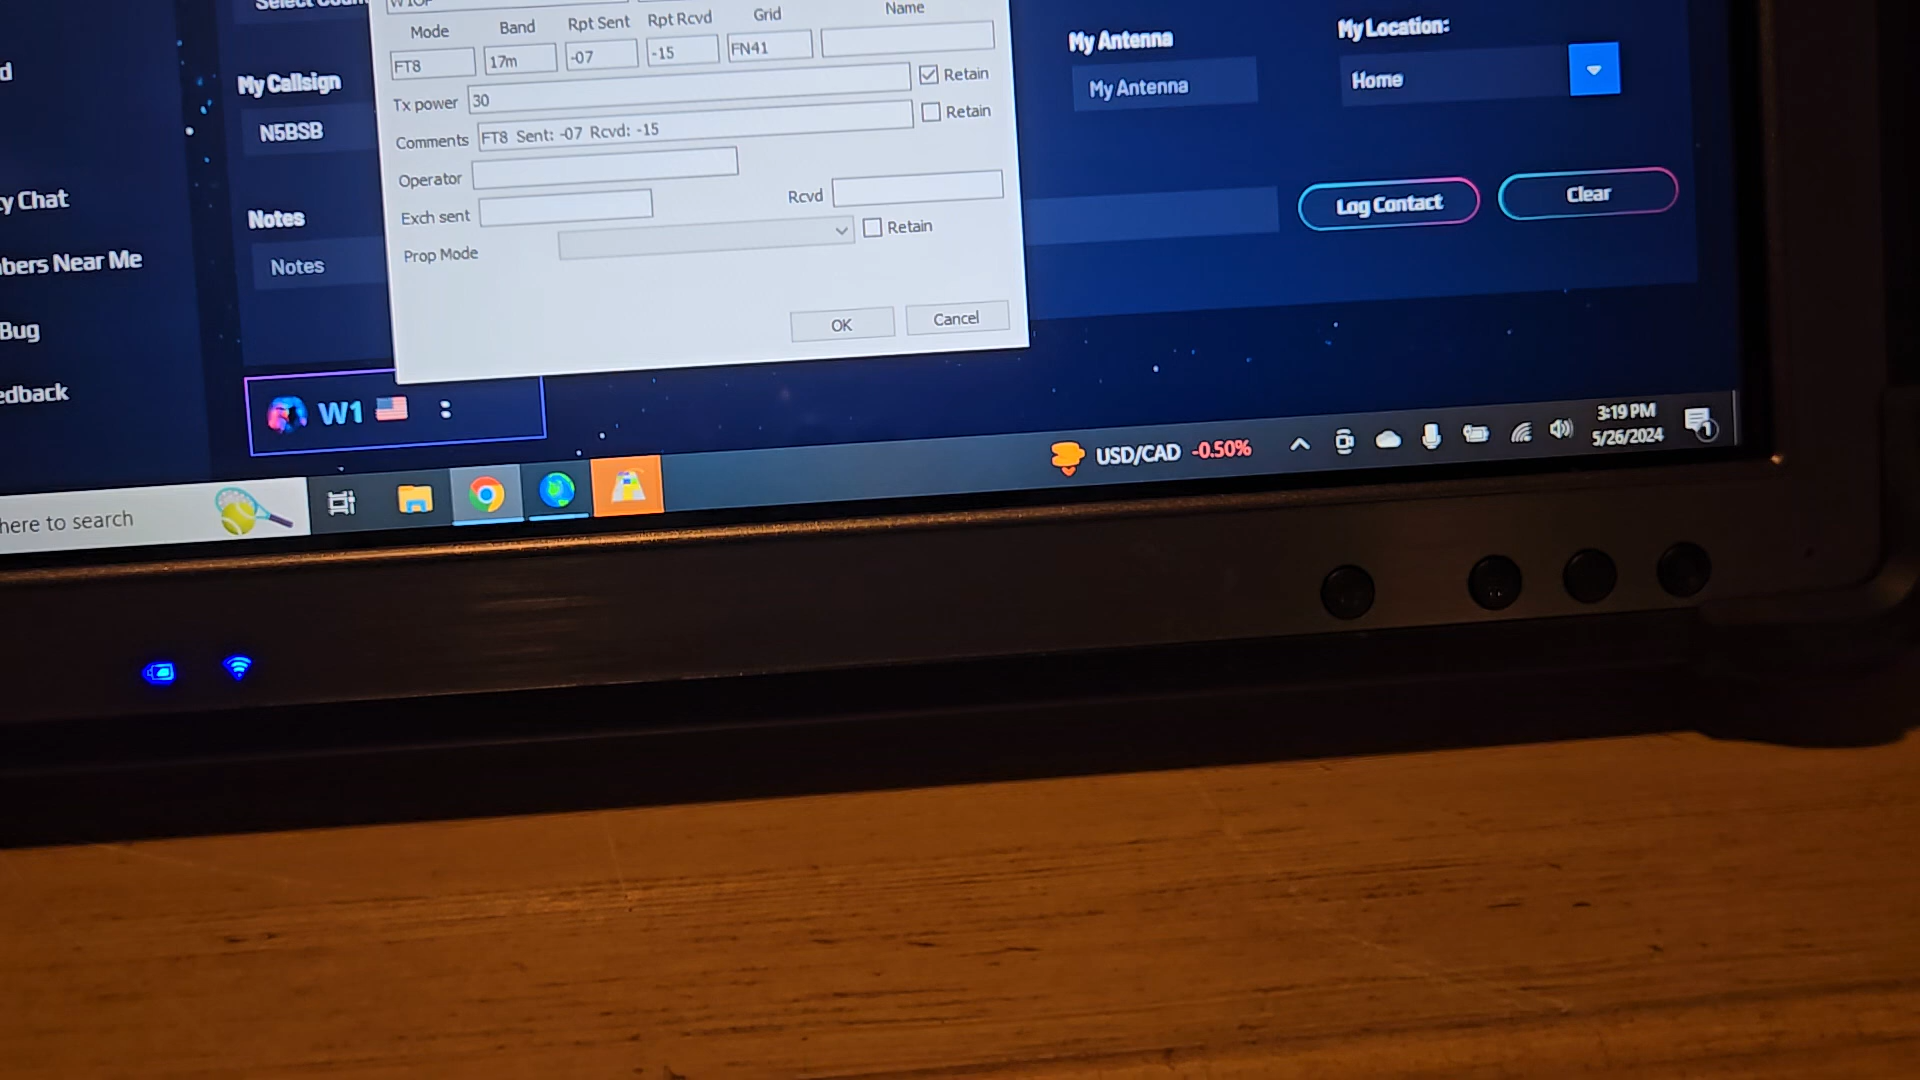 Mode Band Rpt Sent Rpt Rcvd Grid Name
FT8 17m -07 -15 FN41
Tx power 30 Retain
Comments FT8 Sent: -07 Rcvd: -15 Retain
Operator
Exch sent Rcvd
Prop Mode Retain
OK Cancel
My Callsign
N5BSB
Notes
Notes
My Antenna
My Antenna
My Location:
Home
Log Contact Clear
d
y Chat
bers Near Me
Bug
edback
W1
here to search
USD/CAD -0.50%
3:19 PM
5/26/2024
1